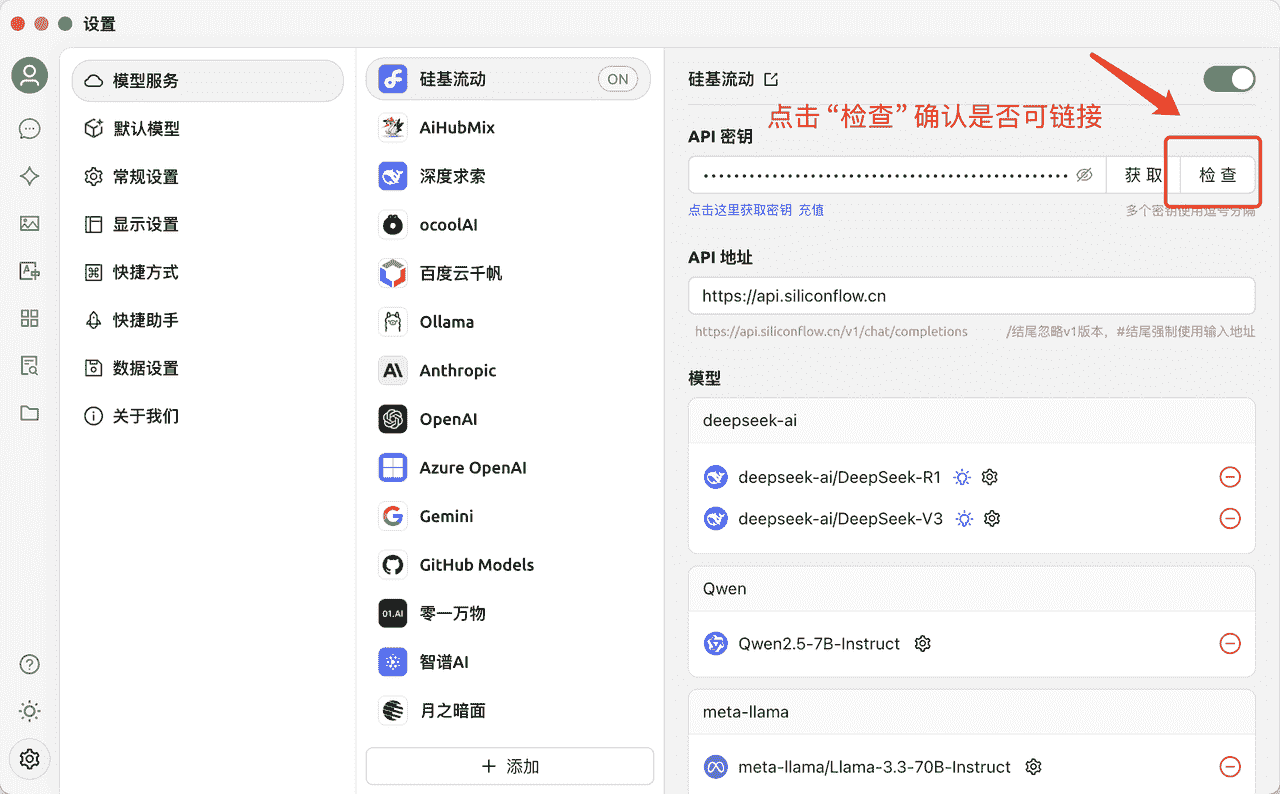 设置
模型服务
默认模型
常规设置
显示设置
快捷方式
快捷助手
数据设置
关于我们
硅基流动 ON
AiHubMix
深度求索
ocoolAI
百度云千帆
Ollama
Anthropic
OpenAI
Azure OpenAI
Gemini
GitHub Models
01.AI 零一万物
智谱AI
月之暗面
添加
硅基流动
点击“检查”确认是否可链接
API 密钥
获取 检查
点击这里获取密钥 充值 多个密钥使用逗号分隔
API 地址
https://api.siliconflow.cn
https://api.siliconflow.cn/v1/chat/completions /结尾忽略v1版本，#结尾强制使用输入地址
模型
deepseek-ai
deepseek-ai/DeepSeek-R1
deepseek-ai/DeepSeek-V3
Qwen
Qwen2.5-7B-Instruct
meta-llama
meta-llama/Llama-3.3-70B-Instruct